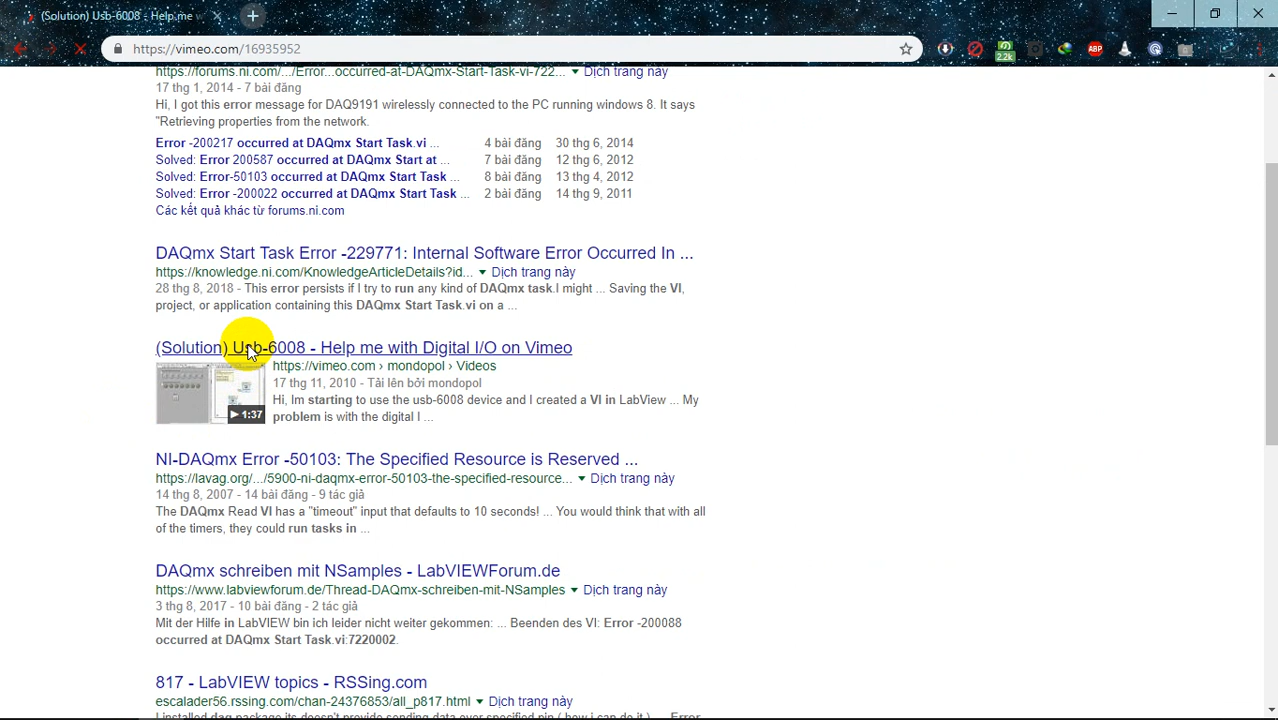 (Solution) Usb-6008 - Help me w
https://vimeo.com/16935952
2.2k
ABP
https://forums.ni.com/.../Error...occurred-at-DAQmx-Start-Task-vi-722... ▼ Dịch trang này
17 thg 1, 2014 - 7 bài đăng
Hi, I got this error message for DAQ9191 wirelessly connected to the PC running windows 8. It says
"Retrieving properties from the network.
Error -200217 occurred at DAQmx Start Task.vi ... 4 bài đăng 30 thg 6, 2014
Solved: Error 200587 occurred at DAQmx Start at ... 7 bài đăng 12 thg 6, 2012
Solved: Error-50103 occurred at DAQmx Start Task ... 8 bài đăng 13 thg 4, 2012
Solved: Error -200022 occurred at DAQmx Start Task ... 2 bài đăng 14 thg 9, 2011
Các kết quả khác từ forums.ni.com
DAQmx Start Task Error -229771: Internal Software Error Occurred In ...
https://knowledge.ni.com/KnowledgeArticleDetails?id... ▼ Dịch trang này
28 thg 8, 2018 - This error persists if I try to run any kind of DAQmx task.I might ... Saving the VI,
project, or application containing this DAQmx Start Task.vi on a ...
(Solution) Usb-6008 - Help me with Digital I/O on Vimeo
https://vimeo.com › mondopol › Videos
17 thg 11, 2010 - Tải lên bởi mondopol
Hi, Im starting to use the usb-6008 device and I created a VI in LabView ... My
problem is with the digital I ...
1:37
NI-DAQmx Error -50103: The Specified Resource is Reserved ...
https://lavag.org/.../5900-ni-daqmx-error-50103-the-specified-resource... ▼ Dịch trang này
14 thg 8, 2007 - 14 bài đăng - 9 tác giả
The DAQmx Read VI has a "timeout" input that defaults to 10 seconds! ... You would think that with all
of the timers, they could run tasks in ...
DAQmx schreiben mit NSamples - LabVIEWForum.de
https://www.labviewforum.de/Thread-DAQmx-schreiben-mit-NSamples ▼ Dịch trang này
3 thg 8, 2017 - 10 bài đăng - 2 tác giả
Mit der Hilfe in LabVIEW bin ich leider nicht weiter gekommen: ... Beenden des VI: Error -200088
occurred at DAQmx Start Task.vi:7220002.
817 - LabVIEW topics - RSSing.com
escalader56.rssing.com/chan-24376853/all_p817.html ▼ Dịch trang này
I installed daq package its doesn't provide sending data over specified pin ( how i can do it ) ... Error